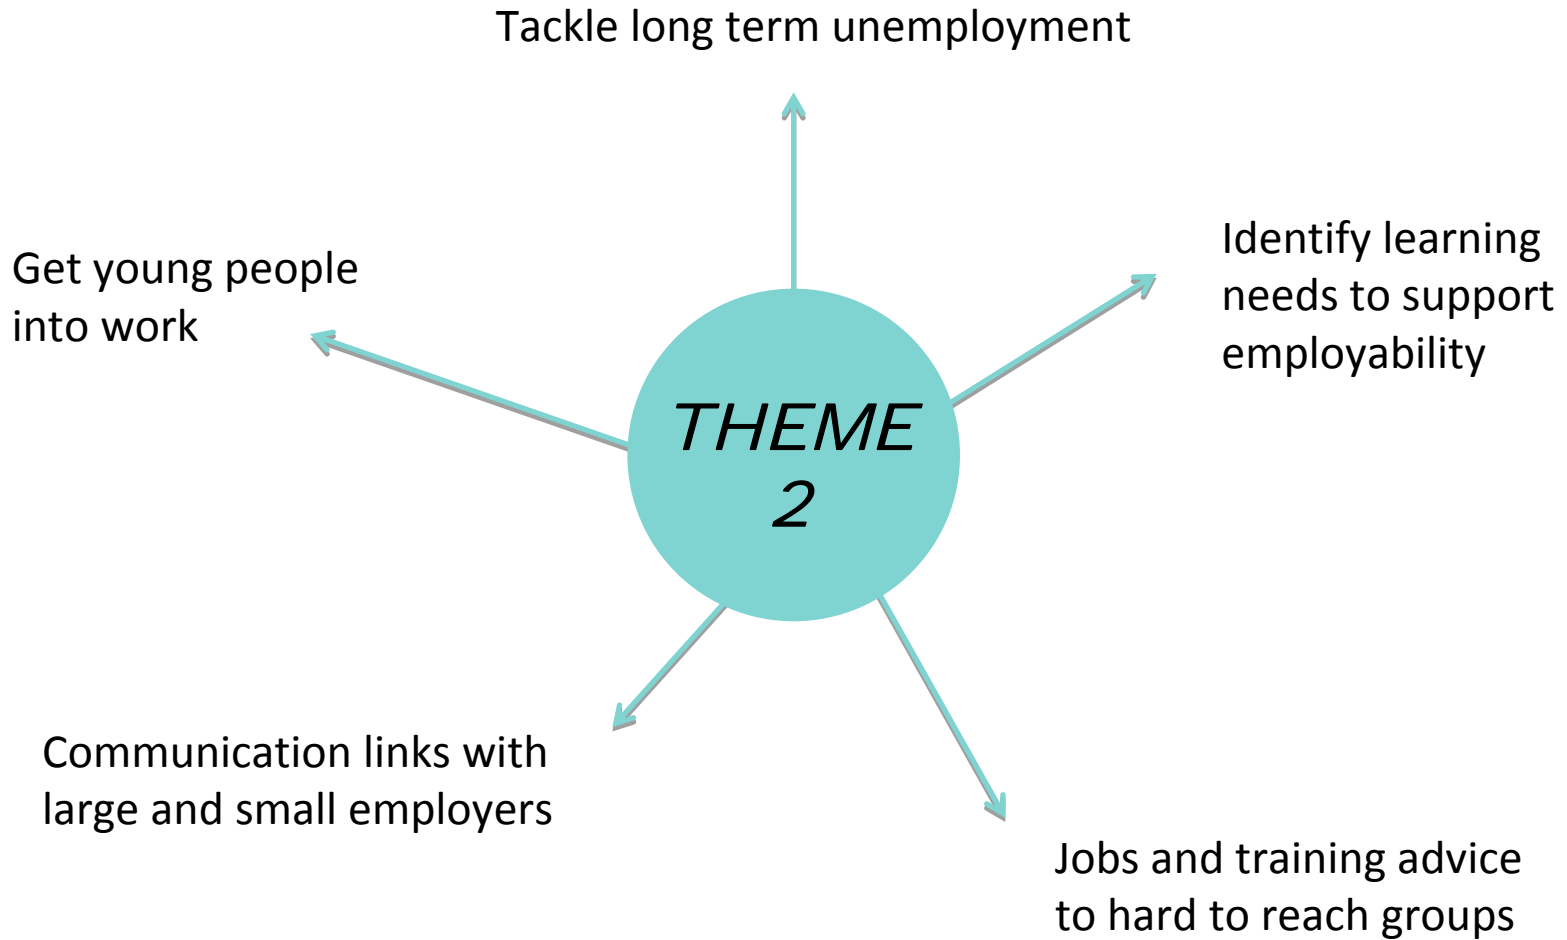 Tackle long term unemployment
Get young people
into work
Identify learning
needs to support
employability
THEME
2
Communication links with
large and small employers
Jobs and training advice
to hard to reach groups